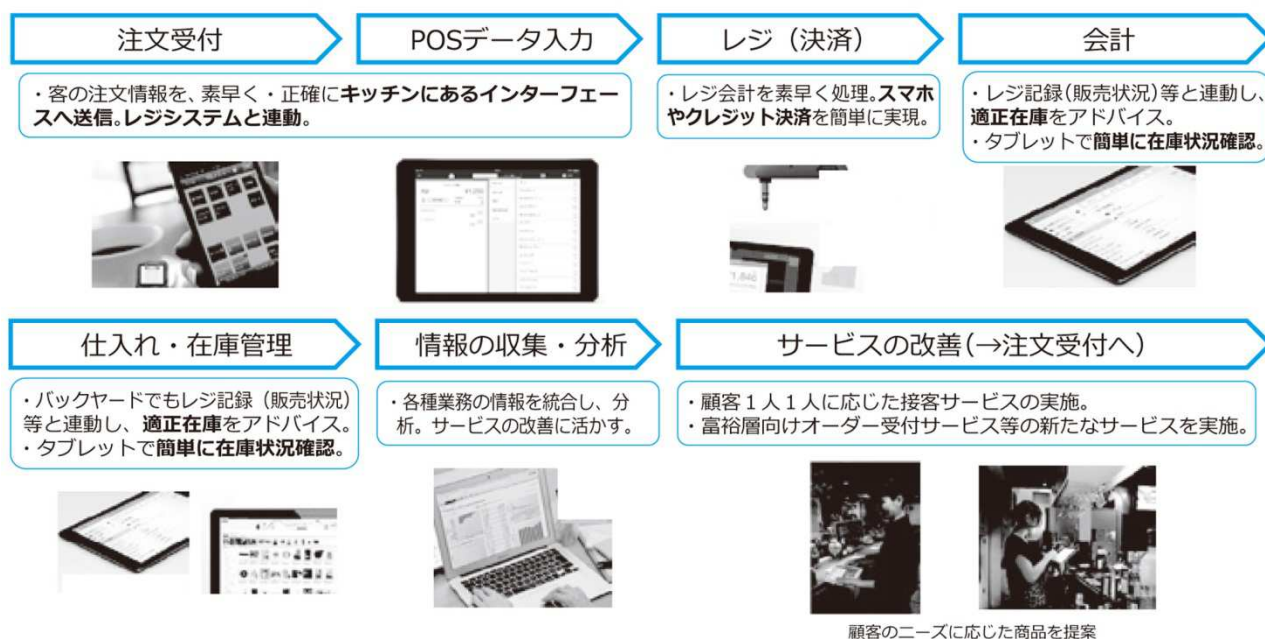 注文受付
POSデータ入力
レジ（決済）
会計
・客の注文情報を、素早く・正確にキッチンにあるインターフェー
スへ送信。レジシステムと連動。
・レジ会計を素早く処理。スマホ
やクレジット決済を簡単に実現。
・レジ記録（販売状況）等と連動し、
適正在庫をアドバイス。
・タブレットで簡単に在庫状況確認。
仕入れ・在庫管理
情報の収集・分析
サービスの改善（→注文受付へ）
・バックヤードでもレジ記録（販売状況）
等と連動し、適正在庫をアドバイス。
・タブレットで簡単に在庫状況確認。
・各種業務の情報を統合し、分
析。サービスの改善に活かす。
・顧客１人１人に応じた接客サービスの実施。
・富裕層向けオーダー受付サービス等の新たなサービスを実施。
顧客のニーズに応じた商品を提案